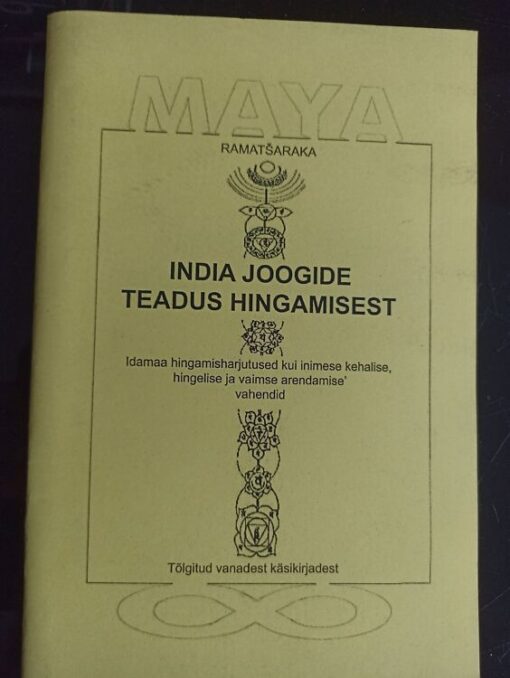 MAYA
RAMATŠARAKA
INDIA JOOGIDE
TEADUS HINGAMISEST
Idamaa hingamisharjutused kui inimese kehalise,
hingelise ja vaimse arendamise'
vahendid
Tõlgitud vanadest käsikirjadest